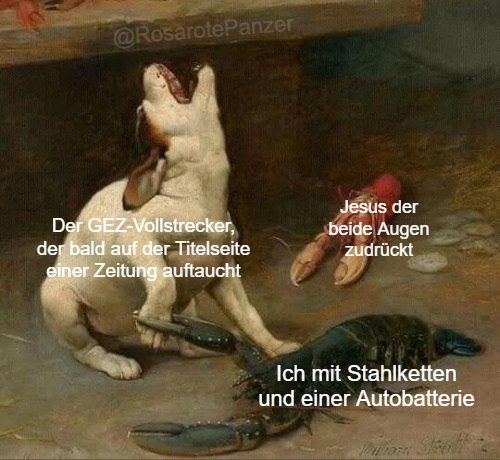 @RosarotePanzer
Jesus der
beide Augen
zudrückt
Der GEZ-Vollstrecker,
der bald auf der Titelseite
einer Zeitung auftaucht
Ich mit Stahlketten
und einer Autobatterie